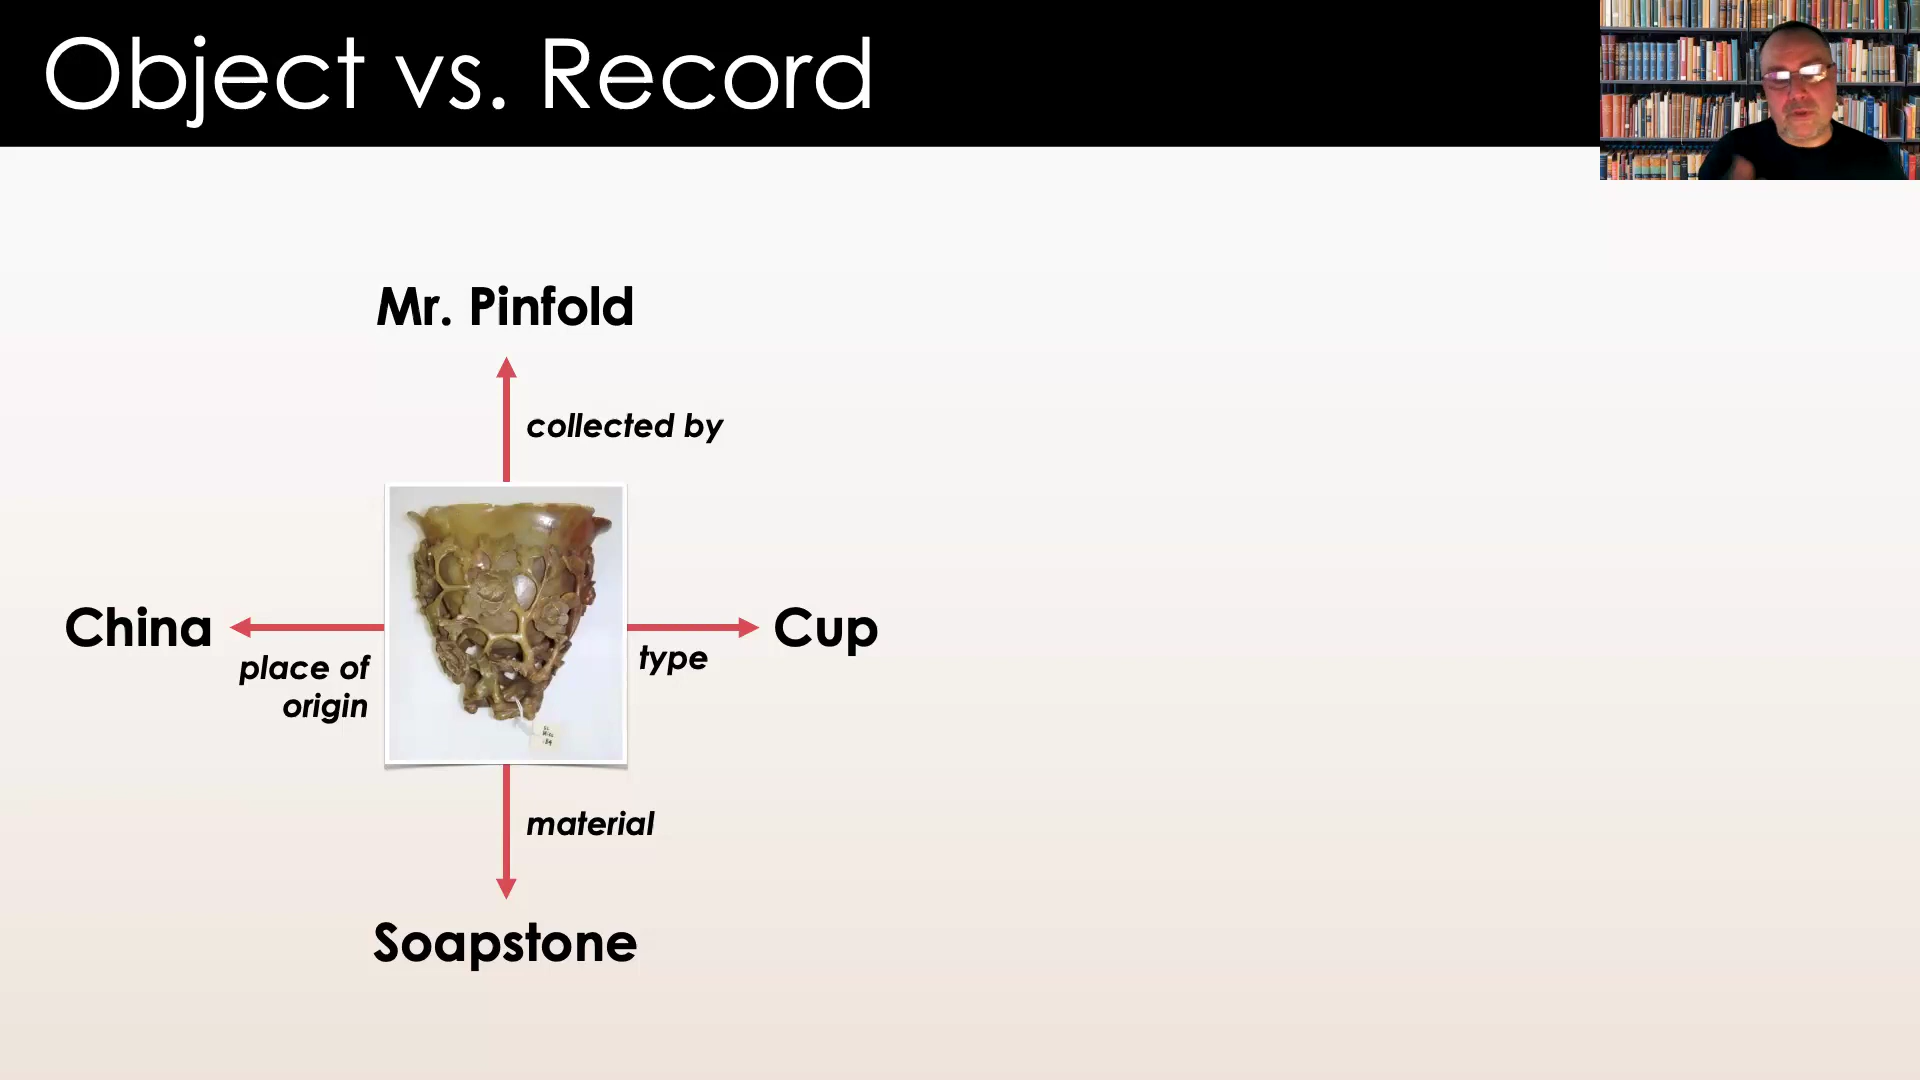 Object vs. Record
Mr. Pinfold
collected by
China
place of
origin
type
Cup
material
Soapstone